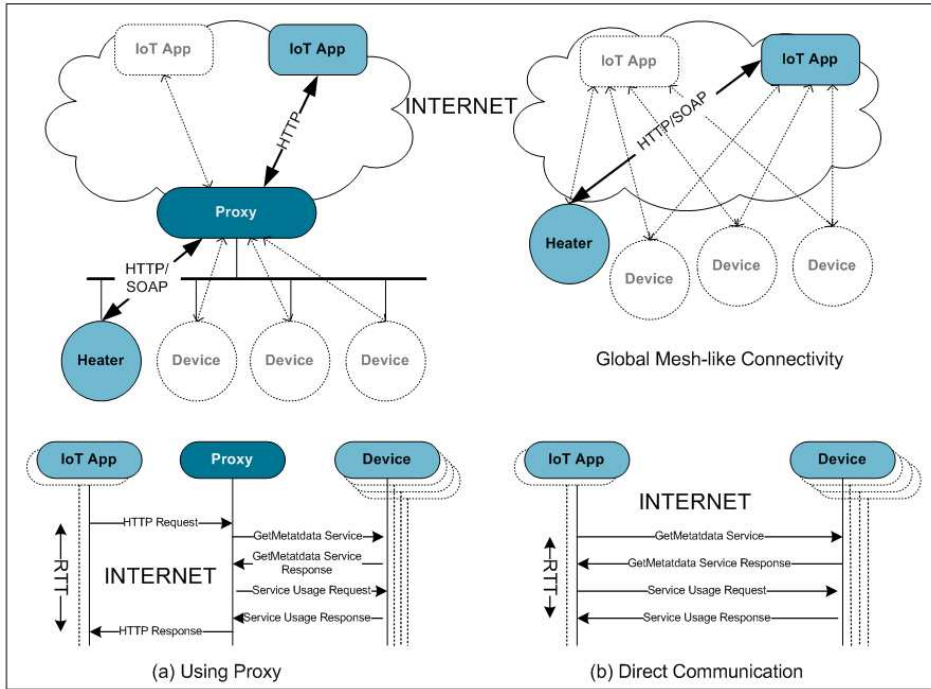 IoT App
IoT App
HTTP
INTERNET
Proxy
HTTP/
SOAP
Heater
Device
Device
Device
IoT App
IoT App
HTTP/SOAP
Heater
Device
Device
Device
Global Mesh-like Connectivity
IoT App
Proxy
Device
HTTP Request
GetMetatdata Service
GetMetatdata Service
Response
INTERNET
RTT
Service Usage Request
Service Usage Response
HTTP Response
(a) Using Proxy
IoT App
Device
INTERNET
GetMetatdata Service
GetMetatdata Service Response
RTT
Service Usage Request
Service Usage Response
(b) Direct Communication